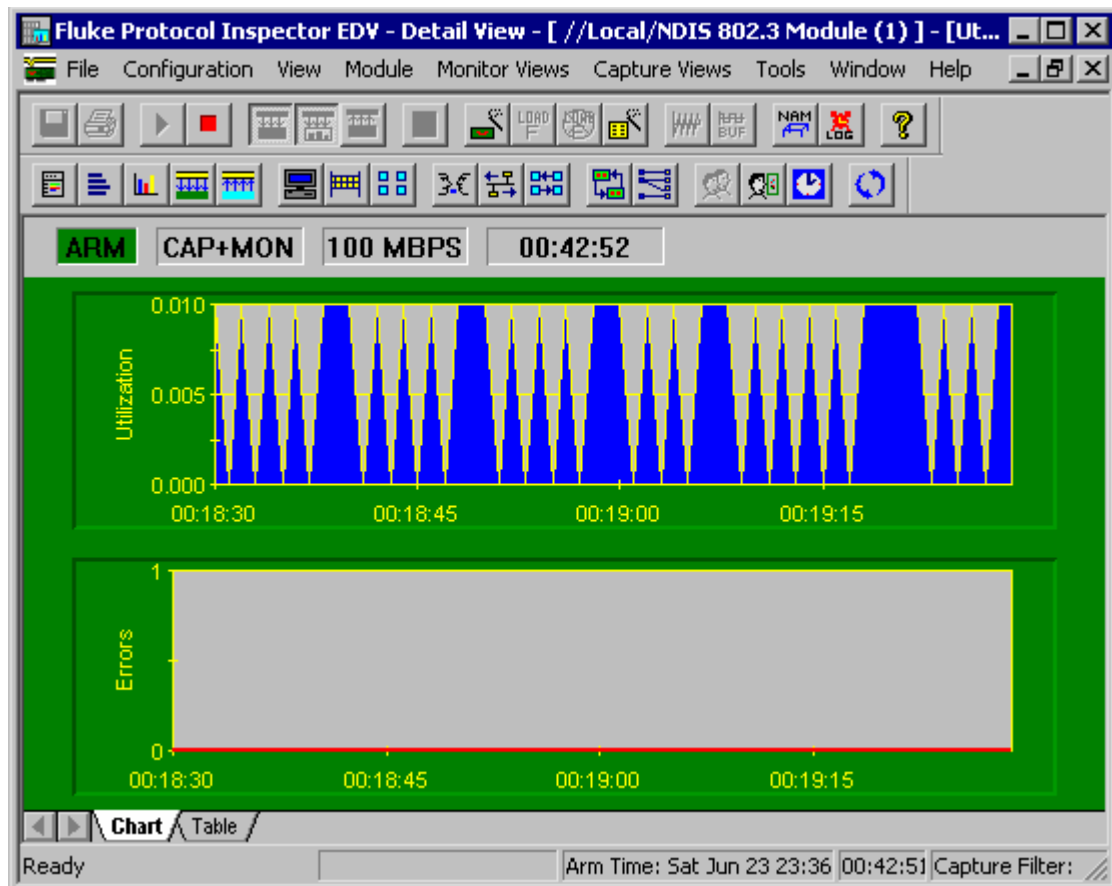 Fluke Protocol Inspector EDV - Detail View - [ //Local/NDIS 802.3 Module (1) ] - [Ut...
File Configuration View Module Monitor Views Capture Views Tools Window Help
LOAD F NAM LOG BUF ?
ARM CAP+MON 100 MBPS 00:42:52
0.010
Utilization
0.005
0.000
00:18:30 00:18:45 00:19:00 00:19:15
1
Errors
0
00:18:30 00:18:45 00:19:00 00:19:15
Chart Table
Ready Arm Time: Sat Jun 23 23:36 00:42:51 Capture Filter: